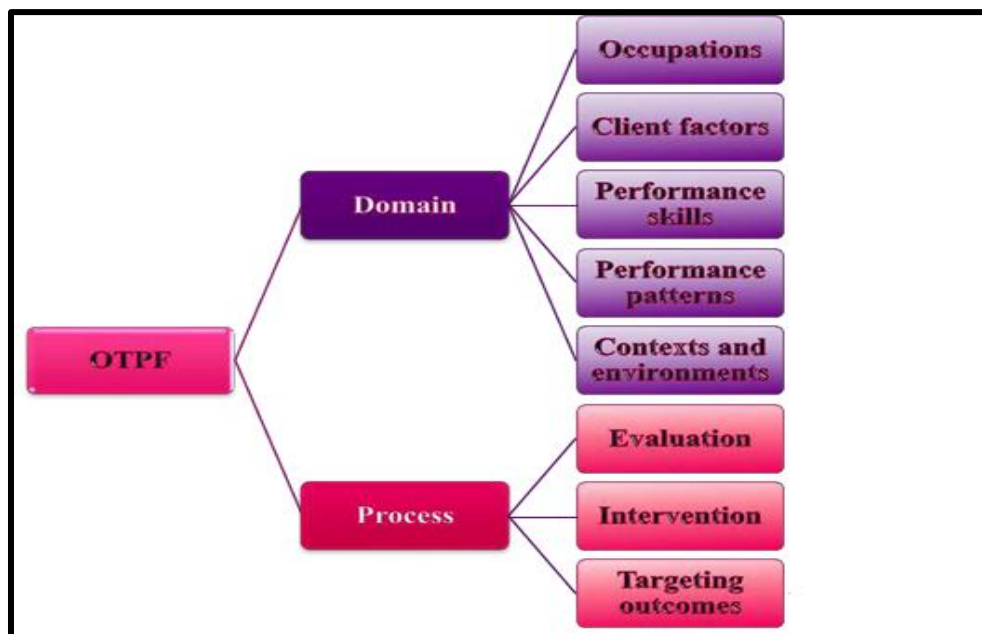 OTPF
Domain
Occupations
Client factors
Performance
skills
Performance
patterns
Contexts and
environments
Process
Evaluation
Intervention
Targeting
outcomes